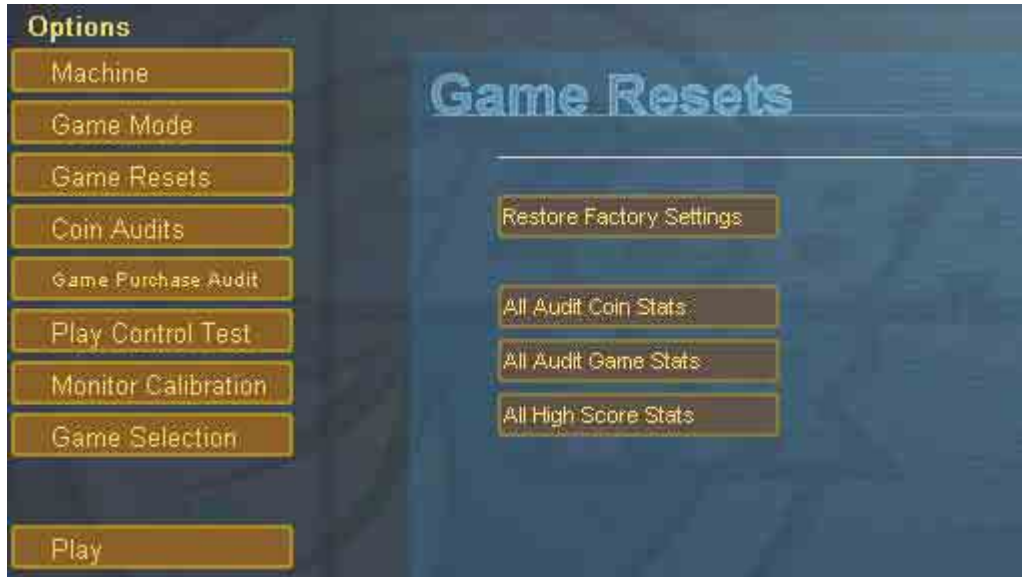 Options
Machine
Game Mode
Game Resets
Coin Audits
Game Purchase Audit
Play Control Test
Monitor Calibration
Game Selection
Play
Game Resets
Restore Factory Settings
All Audit Coin Stats
All Audit Game Stats
All High Score Stats